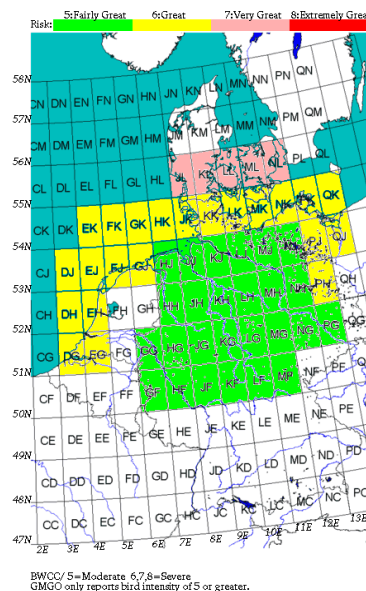 5:Fairly Great 6:Great 7:Very Great 8:Extremely Great
Risk:
58N NN PN QN
CN DN EN FN GN HN JN KN LN MN
57N PM QM
CM DM EM FM GM HM JM KM LM MM NM
56N PL QL
CL DL EL FL GL HL JL KL LL ML NL
55N QK
CK DK EK FK GK HK JK KK LK MK NK
54N PJ QJ
CJ DJ EJ FJ GJ HJ KJ LJ MJ
53N PH QH
CH DH EH FH GH HH JH KH LH MH NH
52N PG QG
CG DG EG FG GG HG JG KG LG MG NG
51N
CF DF EF FF GF HF JF KF LF MF NF PF
50N
CE DE EE FE GE HE JE KE LE ME NE PE
49N
CD DD ED FD GD HD JD KD LD MD ND PD
48N
CC DC EC FC GC HC JC KC LC MC NC PC
47N
2E 3E 4E 5E 6E 7E 8E 9E 10E 11E 12E 13E
BWCC/ 5=Moderate 6,7,8=Severe
GMGO only reports bird intensity of 5 or greater.